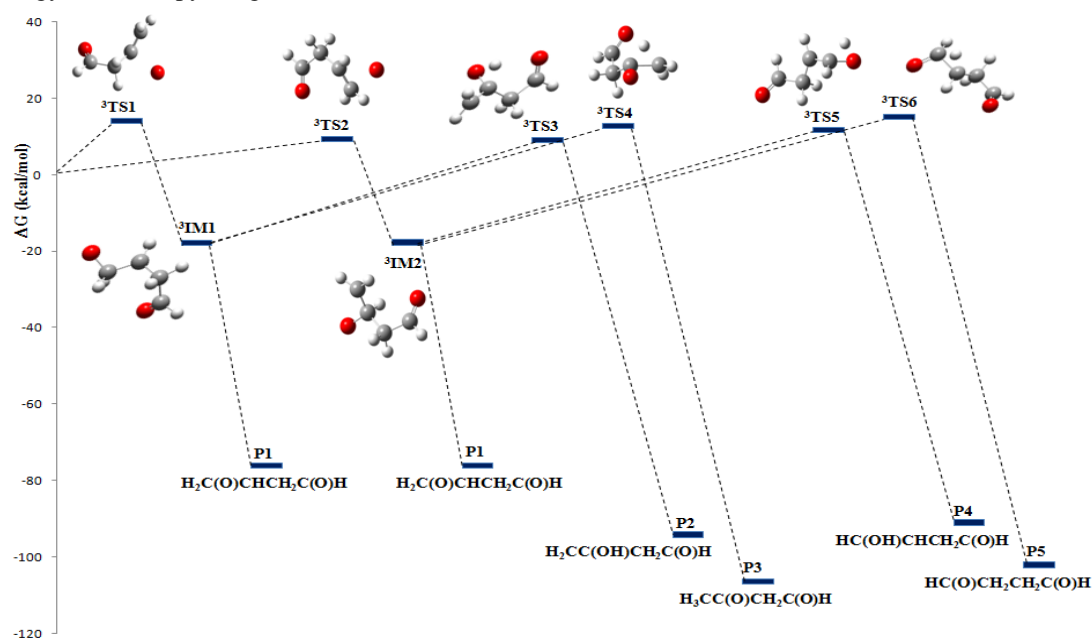 40
20
0
-20
-40
-60
-80
-100
-120
ΔG (kcal/mol)
³TS1
³TS2
³TS3
³TS4
³TS5
³TS6
³IM1
³IM2
P1
H₂C(O)CHCH₂C(O)H
P1
H₂C(O)CHCH₂C(O)H
P2
H₂CC(OH)CH₂C(O)H
P3
H₃CC(O)CH₂C(O)H
P4
HC(OH)CHCH₂C(O)H
P5
HC(O)CH₂CH₂C(O)H